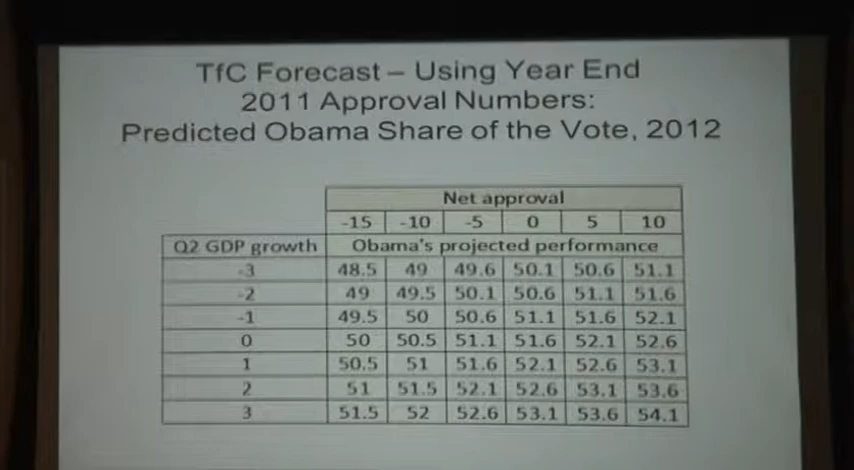 TfC Forecast – Using Year End
2011 Approval Numbers:
Predicted Obama Share of the Vote, 2012
Net approval
-15 -10 -5 0 5 10
Q2 GDP growth Obama's projected performance
-3 48.5 49 49.6 50.1 50.6 51.1
-2 49 49.5 50.1 50.6 51.1 51.6
-1 49.5 50 50.6 51.1 51.6 52.1
0 50 50.5 51.1 51.6 52.1 52.6
1 50.5 51 51.6 52.1 52.6 53.1
2 51 51.5 52.1 52.6 53.1 53.6
3 51.5 52 52.6 53.1 53.6 54.1